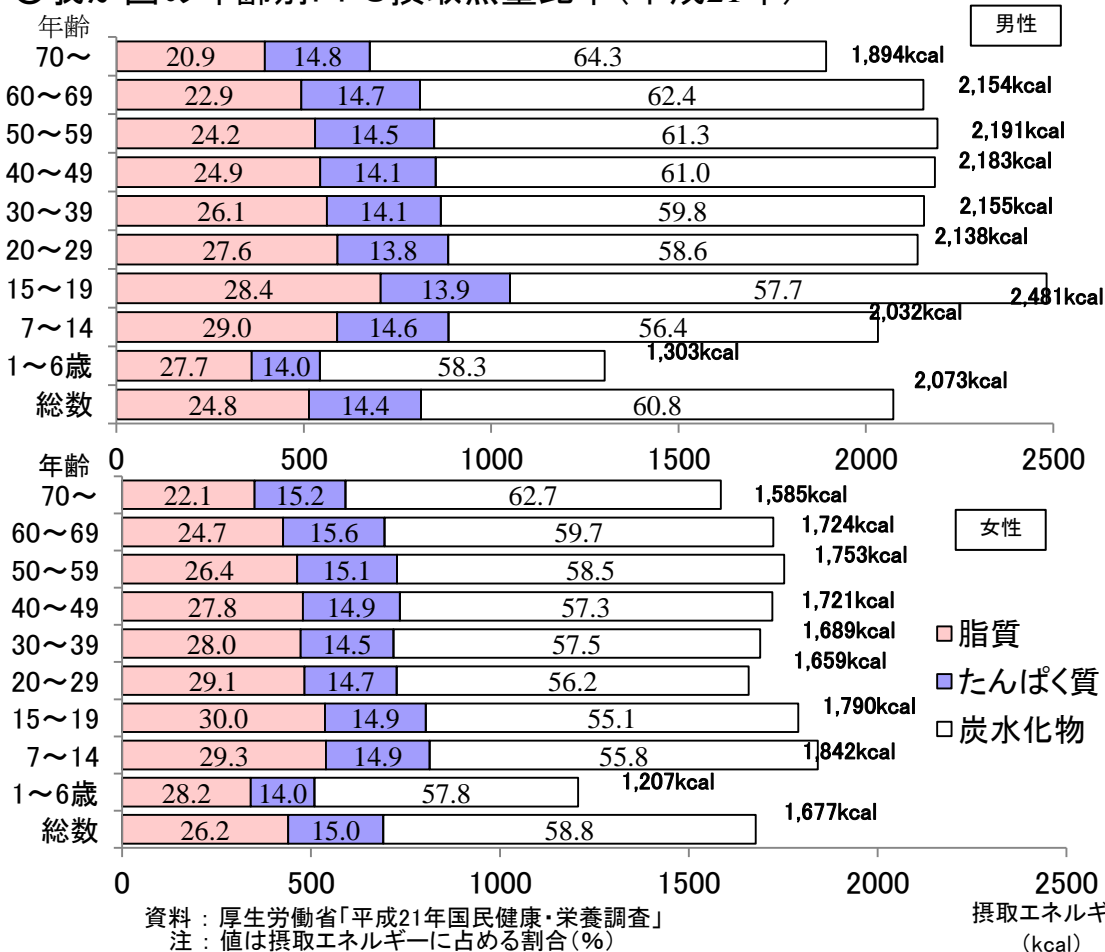 年齢 男性
70～ 20.9 14.8 64.3 1,894kcal
60～69 22.9 14.7 62.4 2,154kcal
50～59 24.2 14.5 61.3 2,191kcal
40～49 24.9 14.1 61.0 2,183kcal
30～39 26.1 14.1 59.8 2,155kcal
20～29 27.6 13.8 58.6 2,138kcal
15～19 28.4 13.9 57.7 2,481kcal
7～14 29.0 14.6 56.4 2,032kcal
1～6歳 27.7 14.0 58.3 1,303kcal
総数 24.8 14.4 60.8 2,073kcal
0 500 1000 1500 2000 2500
年齢
70～ 22.1 15.2 62.7 1,585kcal
60～69 24.7 15.6 59.7 1,724kcal 女性
50～59 26.4 15.1 58.5 1,753kcal
40～49 27.8 14.9 57.3 1,721kcal
30～39 28.0 14.5 57.5 1,689kcal 脂質
20～29 29.1 14.7 56.2 1,659kcal たんぱく質
15～19 30.0 14.9 55.1 1,790kcal 炭水化物
7～14 29.3 14.9 55.8 1,842kcal
1～6歳 28.2 14.0 57.8 1,207kcal
総数 26.2 15.0 58.8 1,677kcal
0 500 1000 1500 2000 2500
資料：厚生労働省「平成21年国民健康・栄養調査」 摂取エネルギ
注：値は摂取エネルギーに占める割合(%) (kcal)